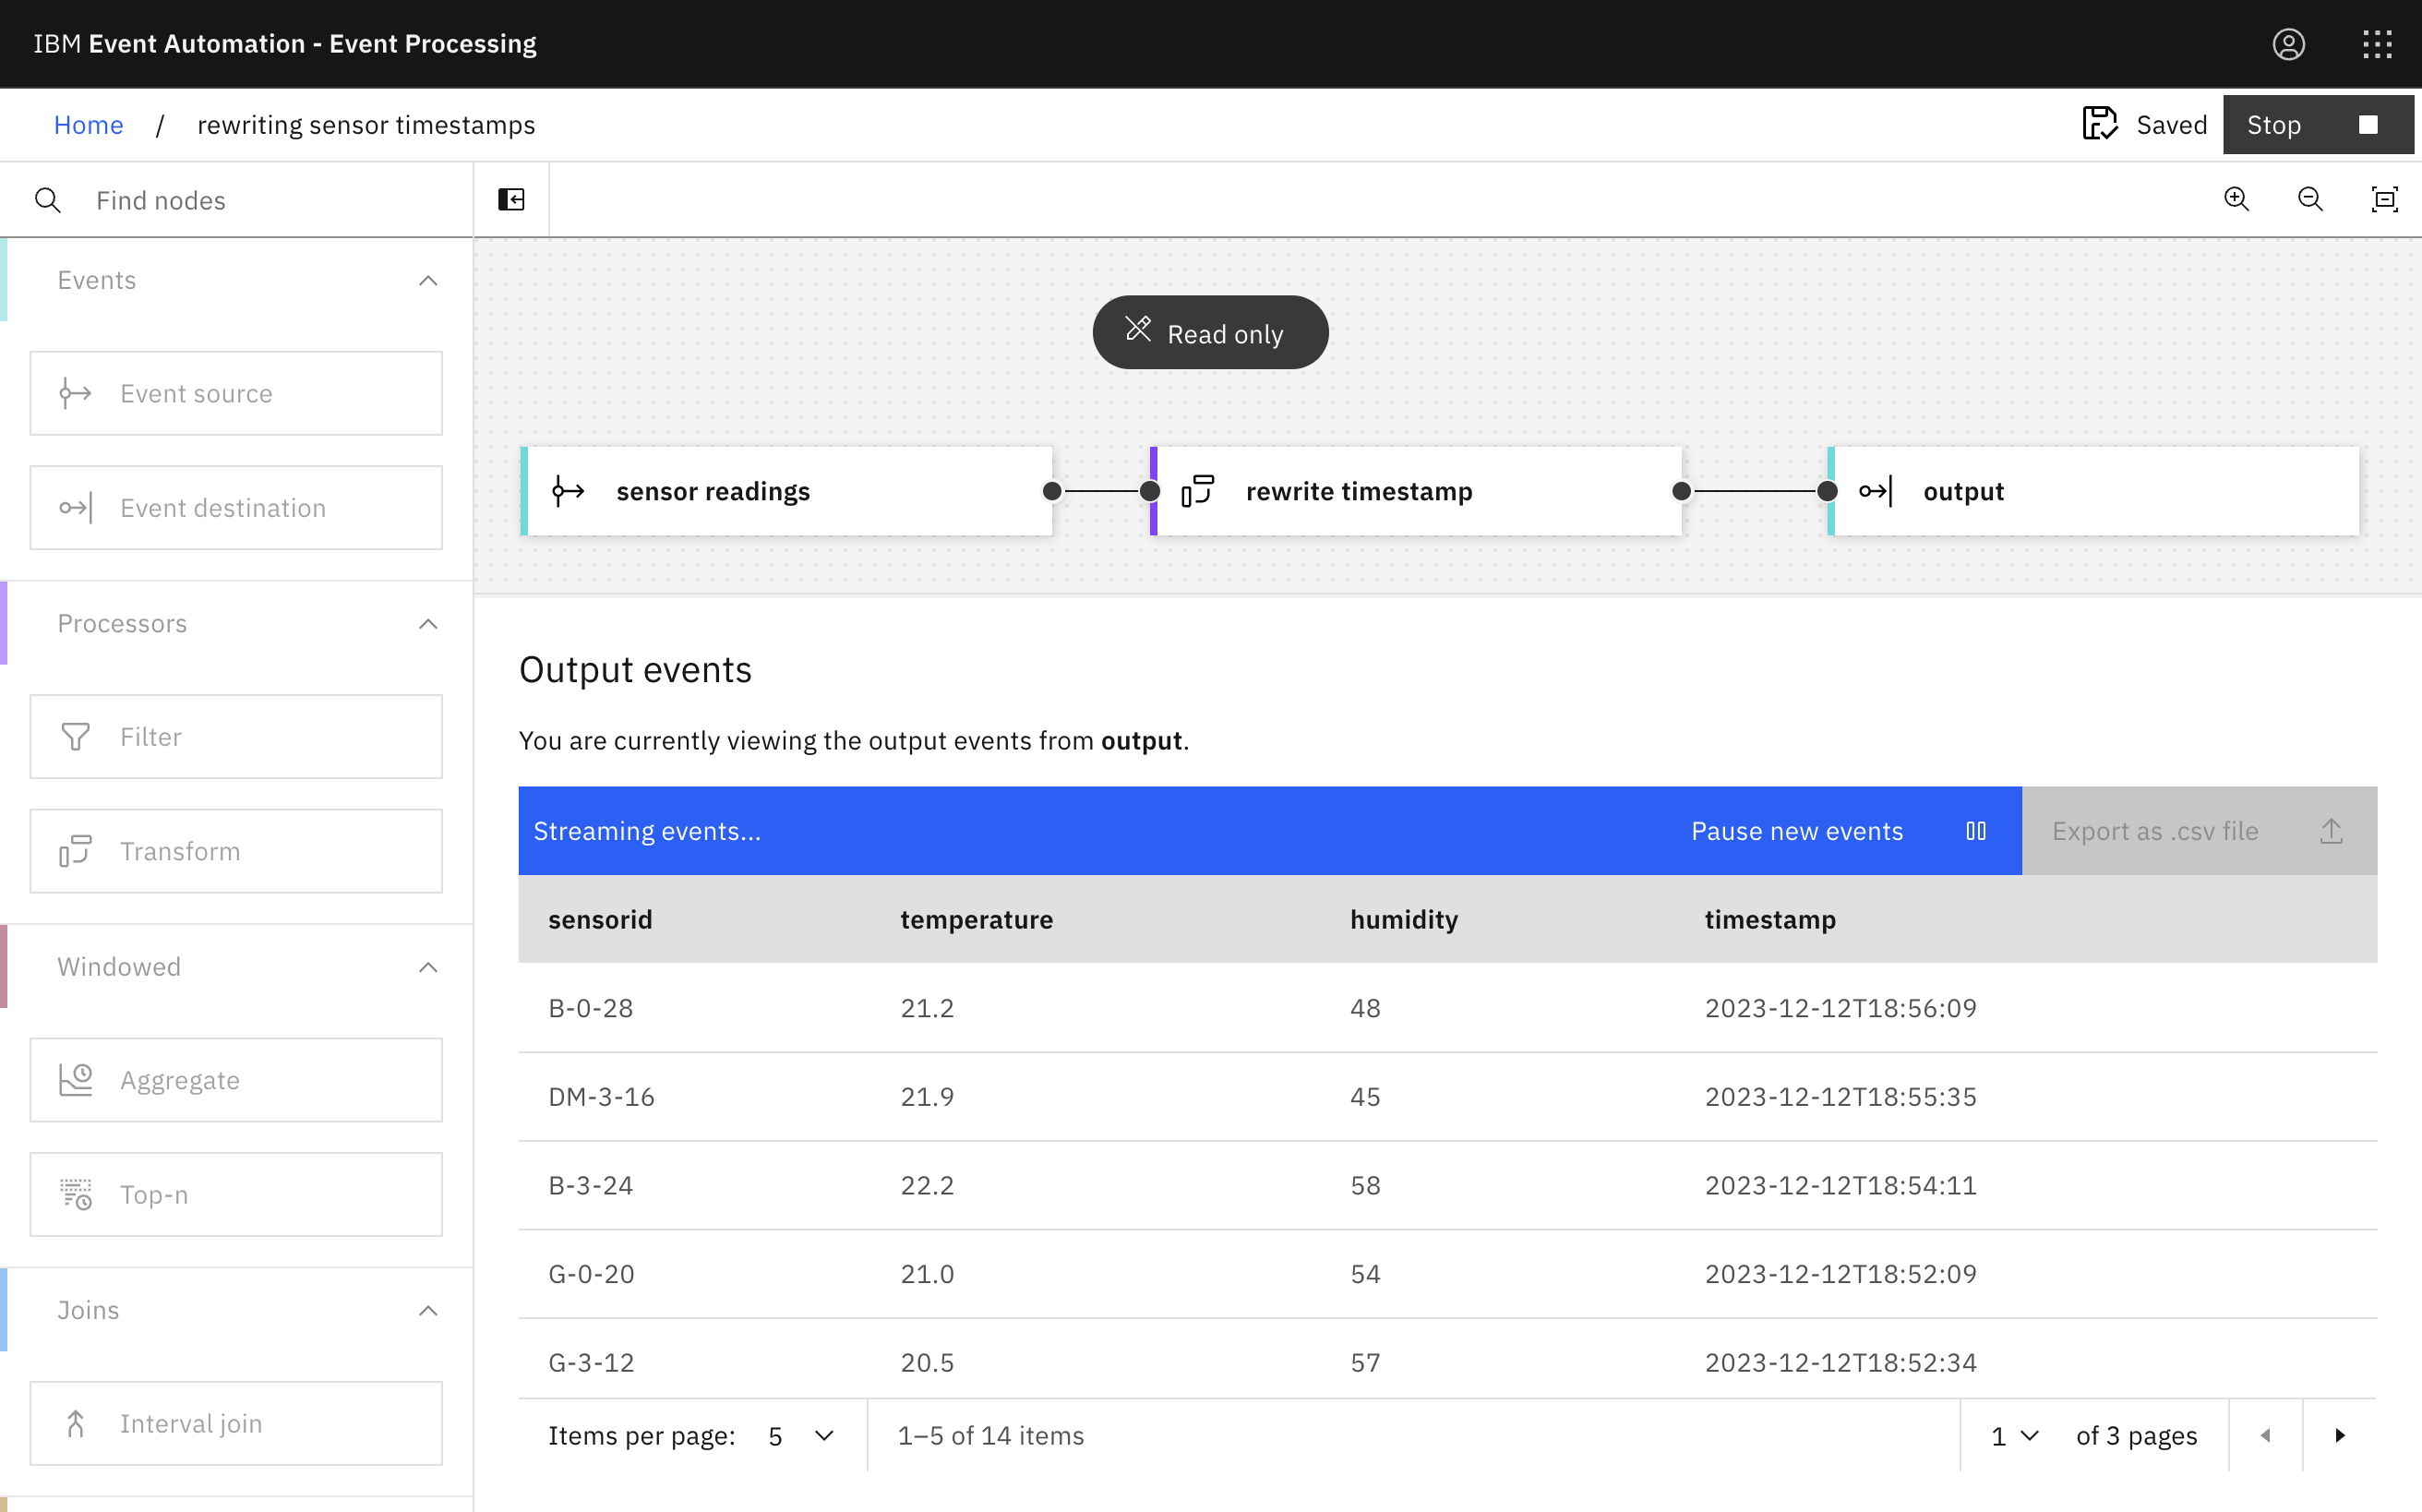 IBM Event Automation - Event Processing
Home / rewriting sensor timestamps
Saved
Stop
Find nodes
Events
Event source
Event destination
Processors
Filter
Transform
Windowed
Aggregate
Top-n
Joins
Interval join
Read only
sensor readings
rewrite timestamp
output
Output events
You are currently viewing the output events from output.
Streaming events...
Pause new events
Export as .csv file
sensorid temperature humidity timestamp
B-0-28 21.2 48 2023-12-12T18:56:09
DM-3-16 21.9 45 2023-12-12T18:55:35
B-3-24 22.2 58 2023-12-12T18:54:11
G-0-20 21.0 54 2023-12-12T18:52:09
G-3-12 20.5 57 2023-12-12T18:52:34
Items per page: 5
1–5 of 14 items
1 of 3 pages